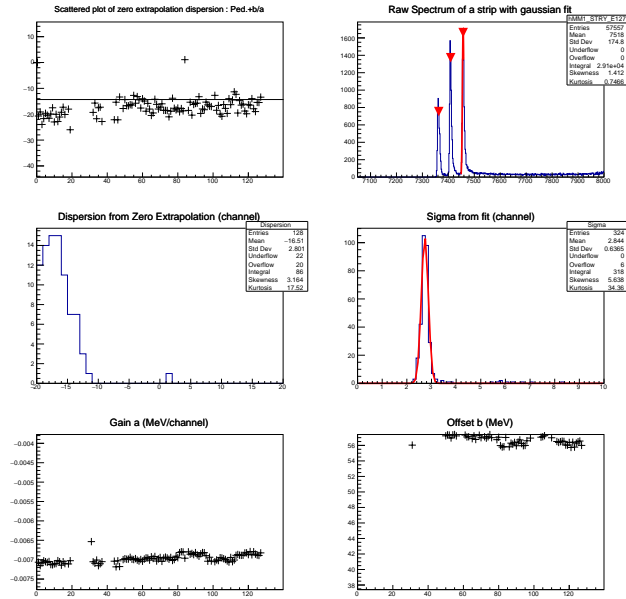 Scattered plot of zero extrapolation dispersion : Ped.+b/a
10
0
−10
−20
−30
−40
0 20 40 60 80 100 120
Raw Spectrum of a strip with gaussian fit
hMM1_STRY_E127
Entries 57557
Mean 7518
Std Dev 174.8
Underflow 0
Overflow 0
Integral 2.91e+04
Skewness 1.412
Kurtosis 0.7466
1600
1400
1200
1000
800
600
400
200
0
7100 7200 7300 7400 7500 7600 7700 7800 7900 8000
Dispersion from Zero Extrapolation (channel)
Dispersion
Entries 128
Mean −16.51
Std Dev 2.801
Underflow 22
Overflow 20
Integral 86
Skewness 3.164
Kurtosis 17.52
14
12
10
8
6
4
2
0
−20 −15 −10 −5 0 5 10 15 20
Sigma from fit (channel)
Sigma
Entries 324
Mean 2.844
Std Dev 0.6365
Underflow 0
Overflow 6
Integral 318
Skewness 5.638
Kurtosis 34.36
100
80
60
40
20
0
0 1 2 3 4 5 6 7 8 9 10
Gain a (MeV/channel)
−0.004
−0.0045
−0.005
−0.0055
−0.006
−0.0065
−0.007
−0.0075
0 20 40 60 80 100 120
Offset b (MeV)
56
54
52
50
48
46
44
42
40
38
0 20 40 60 80 100 120